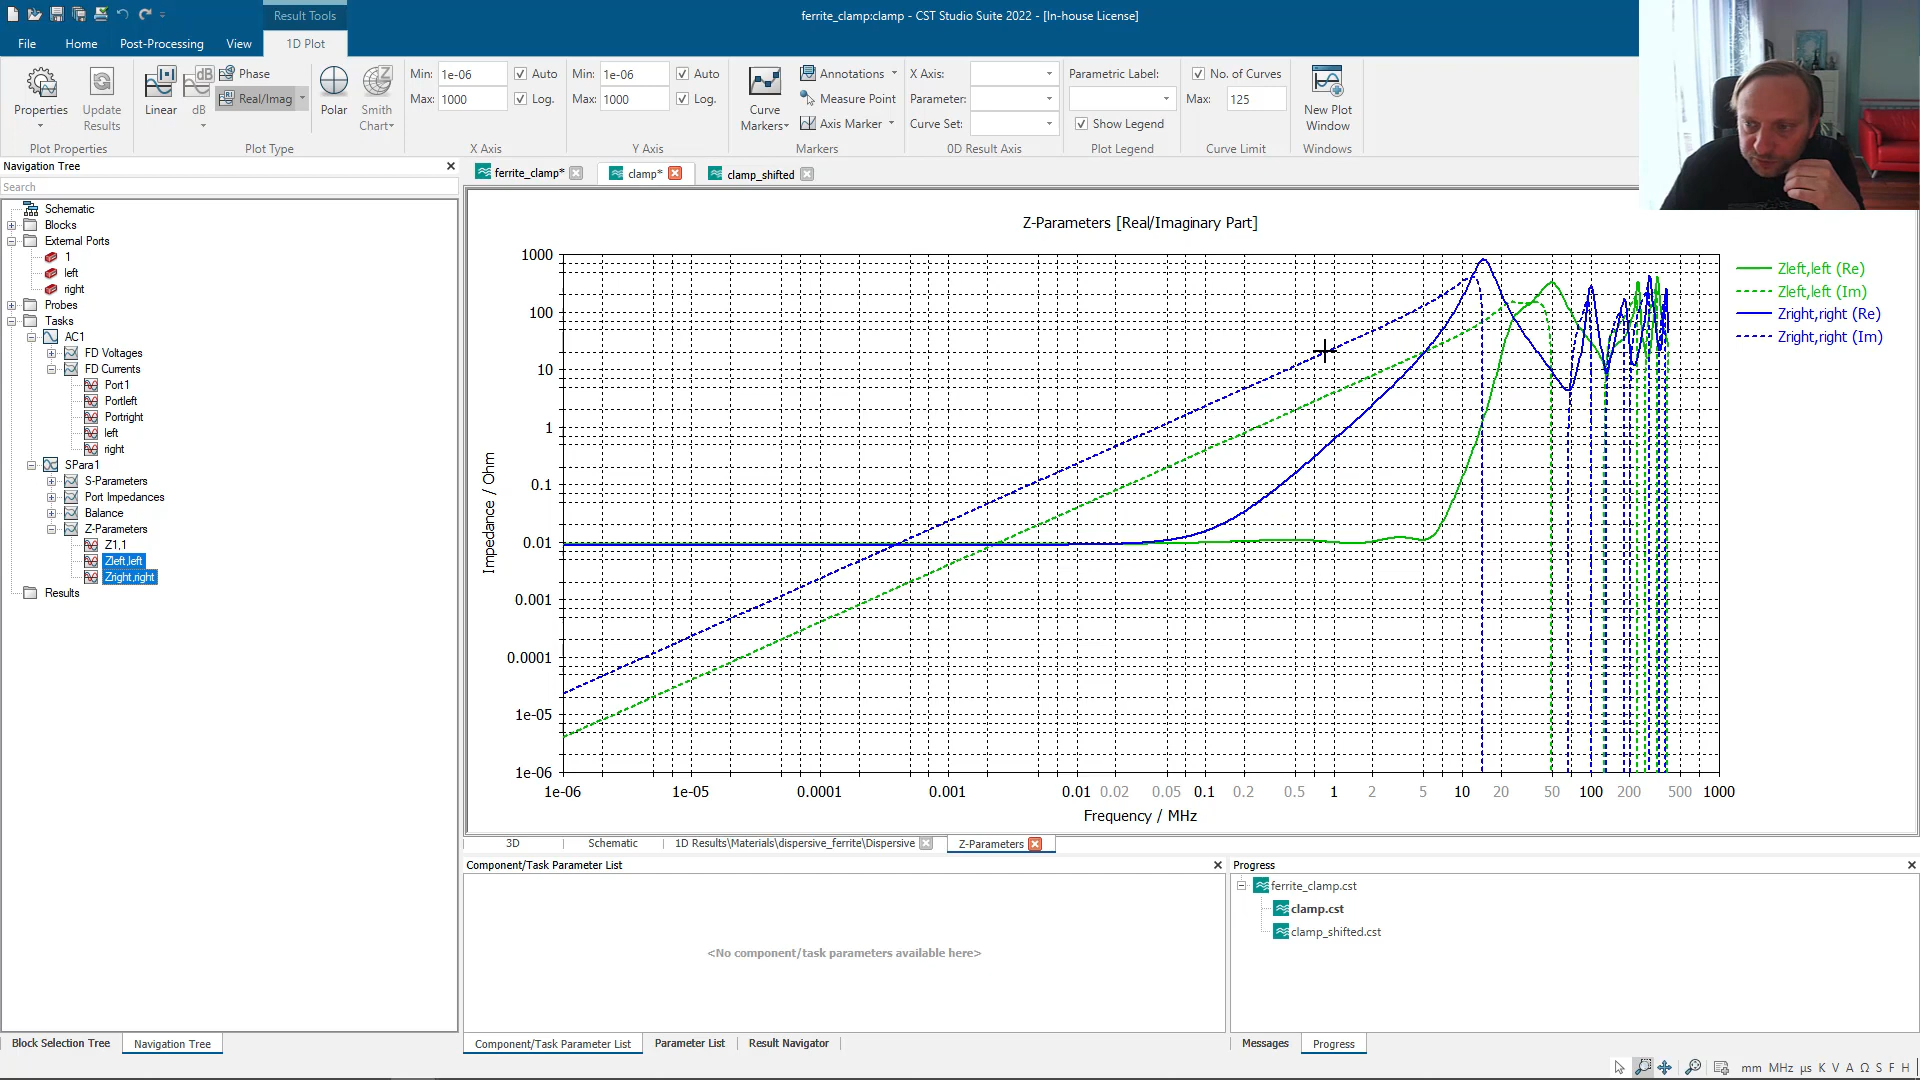 Result Tools
ferrite_clamp:clamp - CST Studio Suite 2022 - [In-house License]
File Home Post-Processing View 1D Plot
Properties
Update Results
Plot Properties
Linear
dB
Phase
Real/Imag
Polar
Smith Chart
Plot Type
Min: 1e-06 Auto
Max: 1000 Log.
X Axis
Min: 1e-06 Auto
Max: 1000 Log.
Y Axis
Curve Markers
Annotations
Measure Point
Axis Marker
Markers
X Axis:
Parameter:
Curve Set:
0D Result Axis
Parametric Label:
Show Legend
Plot Legend
No. of Curves
Max: 125
Curve Limit
New Plot Window
Windows
Navigation Tree
Search
Schematic
Blocks
External Ports
1
left
right
Probes
Tasks
AC1
FD Voltages
FD Currents
Port1
Portleft
Portright
left
right
SPara1
S-Parameters
Port Impedances
Balance
Z-Parameters
Z1,1
Zleft,left
Zright,right
Results
Block Selection Tree Navigation Tree
ferrite_clamp* clamp* clamp_shifted
Z-Parameters [Real/Imaginary Part]
1000
100
10
1
0.1
0.01
0.001
0.0001
1e-05
1e-06
Impedance / Ohm
1e-06 1e-05 0.0001 0.001 0.01 0.02 0.05 0.1 0.2 0.5 1 2 5 10 20 50 100 200 500 1000
Frequency / MHz
Zleft,left (Re)
Zleft,left (Im)
Zright,right (Re)
Zright,right (Im)
3D Schematic 1D Results\Materials\dispersive_ferrite\Dispersive Z-Parameters
Component/Task Parameter List
<No component/task parameters available here>
Component/Task Parameter List Parameter List Result Navigator
Progress
ferrite_clamp.cst
clamp.cst
clamp_shifted.cst
Messages Progress
mm MHz µs K V A Ω S F H